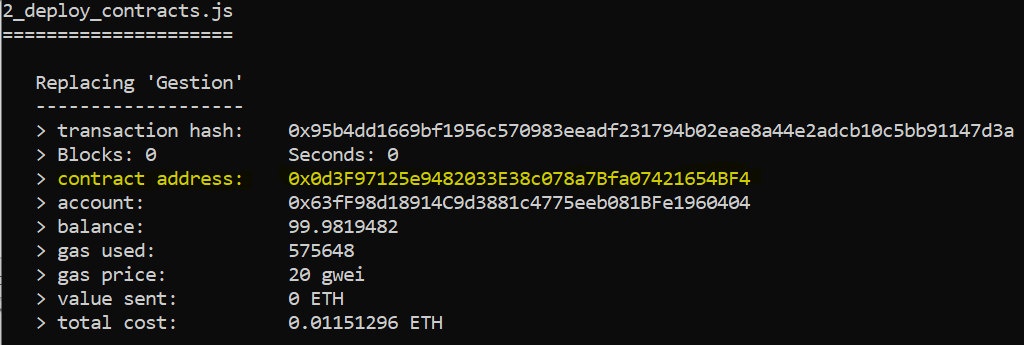 2_deploy_contracts.js
=====================
Replacing 'Gestion'
-------------------
> transaction hash: 0x95b4dd1669bf1956c570983eeadf231794b02eae8a44e2adcb10c5bb91147d3a
> Blocks: 0 Seconds: 0
> contract address: 0x0d3F97125e9482033E38c078a7Bfa07421654BF4
> account: 0x63fF98d18914C9d3881c4775eeb081BFe1960404
> balance: 99.9819482
> gas used: 575648
> gas price: 20 gwei
> value sent: 0 ETH
> total cost: 0.01151296 ETH